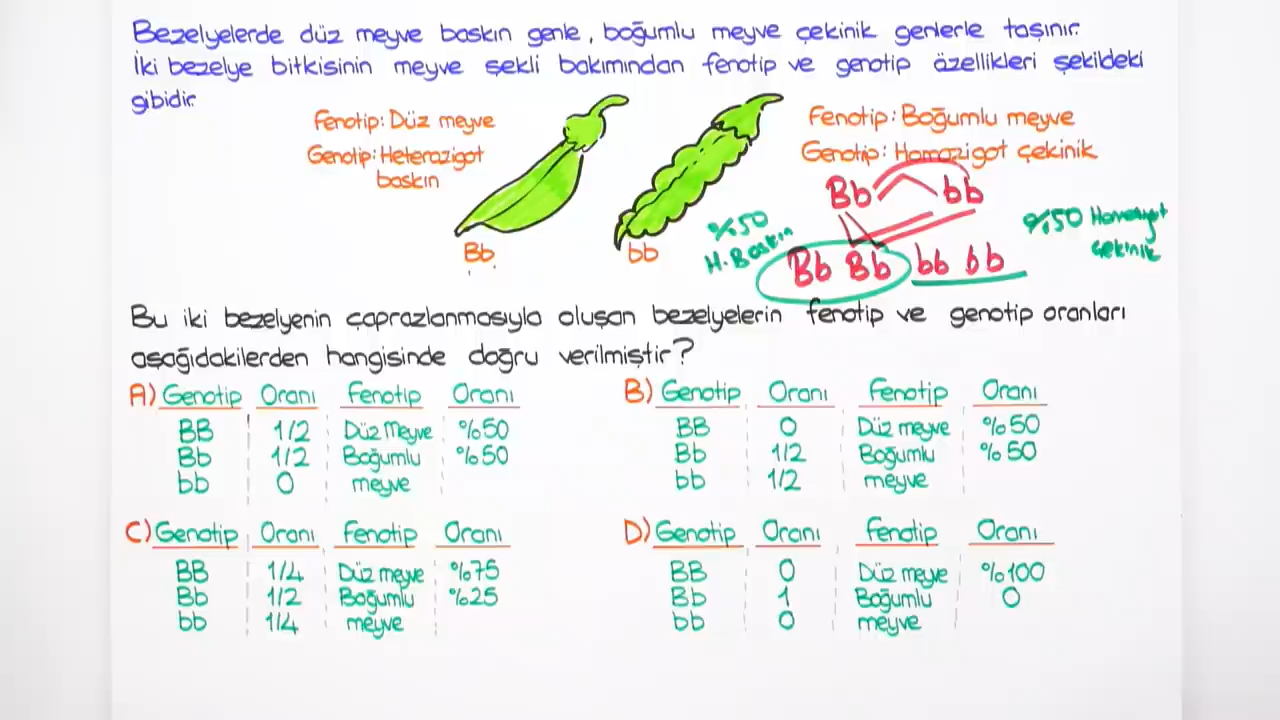 Bezelyelerde düz meyve baskın genle, boğumlu meyve çekinik genlerle taşınır.
İki bezelye bitkisinin meyve şekli bakımından fenotip ve genotip özellikleri şekildeki
gibidir.
Fenotip: Düz meyve
Genotip: Heterozigot
baskın
Bb
bb
Fenotip: Boğumlu meyve
Genotip: Homozigot çekinik
Bb bb
%50
H. Baskın
Bb Bb bb bb
%50 Homozigot
çekinik
Bu iki bezelyenin çaprazlanmasıyla oluşan bezelyelerin fenotip ve genotip oranları
aşağıdakilerden hangisinde doğru verilmiştir?
A) Genotip Oranı Fenotip Oranı
BB 1/2 Düz Meyve %50
Bb 1/2 Boğumlu %50
bb 0 meyve
B) Genotip Oranı Fenotip Oranı
BB 0 Düz meyve %50
Bb 1/2 Boğumlu %50
bb 1/2 meyve
C) Genotip Oranı Fenotip Oranı
BB 1/4 Düz meyve %75
Bb 1/2 Boğumlu %25
bb 1/4 meyve
D) Genotip Oranı Fenotip Oranı
BB 0 Düz meyve %100
Bb 1 Boğumlu 0
bb 0 meyve